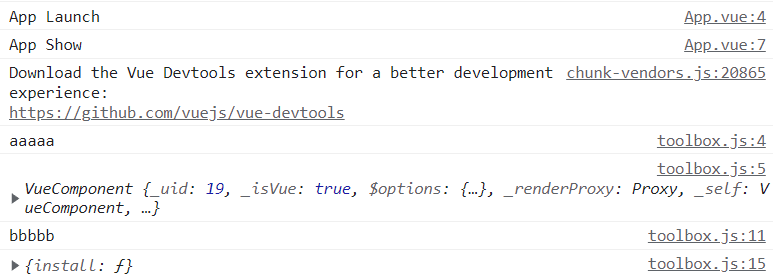 App Launch App.vue:4
App Show App.vue:7
Download the Vue Devtools extension for a better development chunk-vendors.js:20865
experience:
https://github.com/vuejs/vue-devtools
aaaaa toolbox.js:4
toolbox.js:5
VueComponent {_uid: 19, _isVue: true, $options: {…}, _renderProxy: Proxy, _self: V
ueComponent, …}
bbbbb toolbox.js:11
{install: ƒ} toolbox.js:15